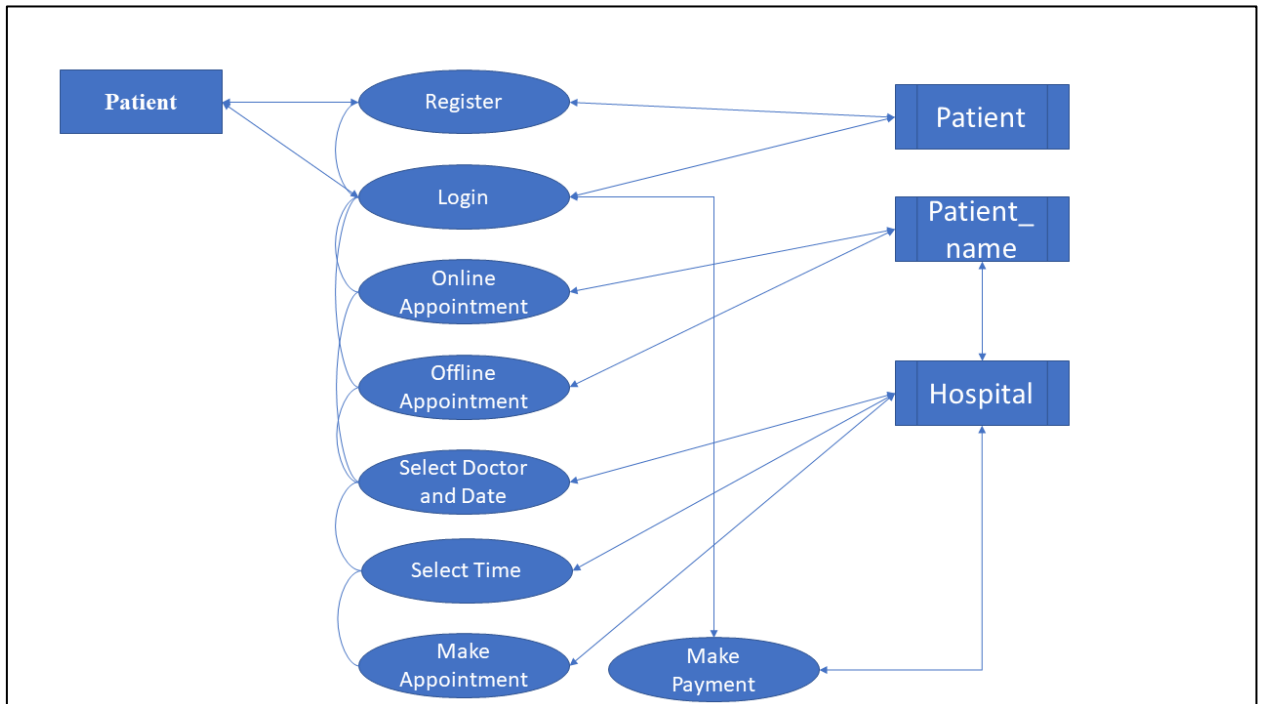 Patient
Register
Patient
Login
Patient_
name
Online
Appointment
Offline
Appointment
Hospital
Select Doctor
and Date
Select Time
Make
Appointment
Make
Payment